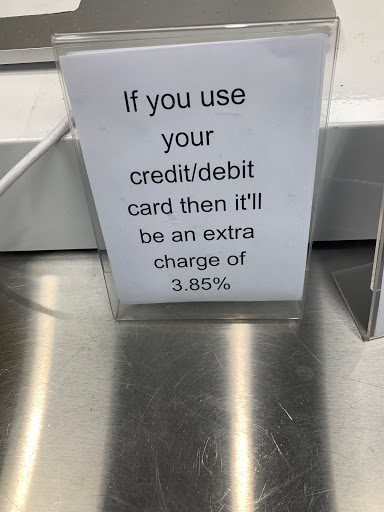 If you use
your
credit/debit
card then it'll
be an extra
charge of
3.85%